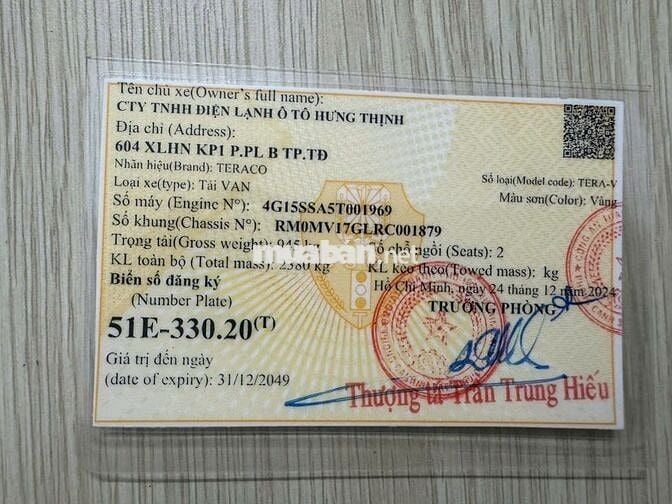 Tên chủ xe(Owner's full name):
CTY TNHH ĐIỆN LẠNH Ô TÔ HƯNG THỊNH
Địa chỉ (Address):
604 XLHN KP1 P.PL B TP.TĐ
Nhãn hiệu(Brand): TERACO
Số loại(Model code): TERA-V
Loại xe(type): Tải VAN
Màu sơn(Color): Vàng
Số máy (Engine N°): 4G15SSA5T001969
Số khung(Chassis N°): RM0MV17GLRC001879
Trọng tải(Gross weight): 945 kg
Số chỗ ngồi (Seats): 2
muaban.net
KL toàn bộ (Total mass): 2380 kg
KL kéo theo(Towed mass): kg
Biển số đăng ký
Hồ Chí Minh, ngày 24 tháng 12 năm 2024
(Number Plate)
TRƯỞNG PHÒNG
51E-330.20(T)
Giá trị đến ngày
(date of expiry): 31/12/2049
Thượng tá Trần Trung Hiếu